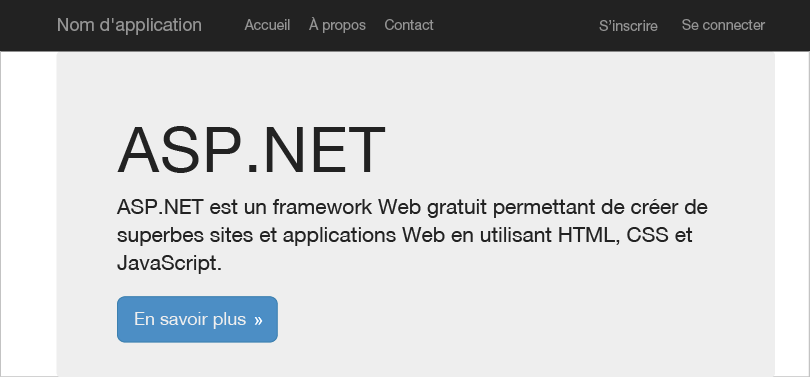 Nom d'application Accueil À propos Contact S'inscrire Se connecter
ASP.NET
ASP.NET est un framework Web gratuit permettant de créer de
superbes sites et applications Web en utilisant HTML, CSS et
JavaScript.
En savoir plus »